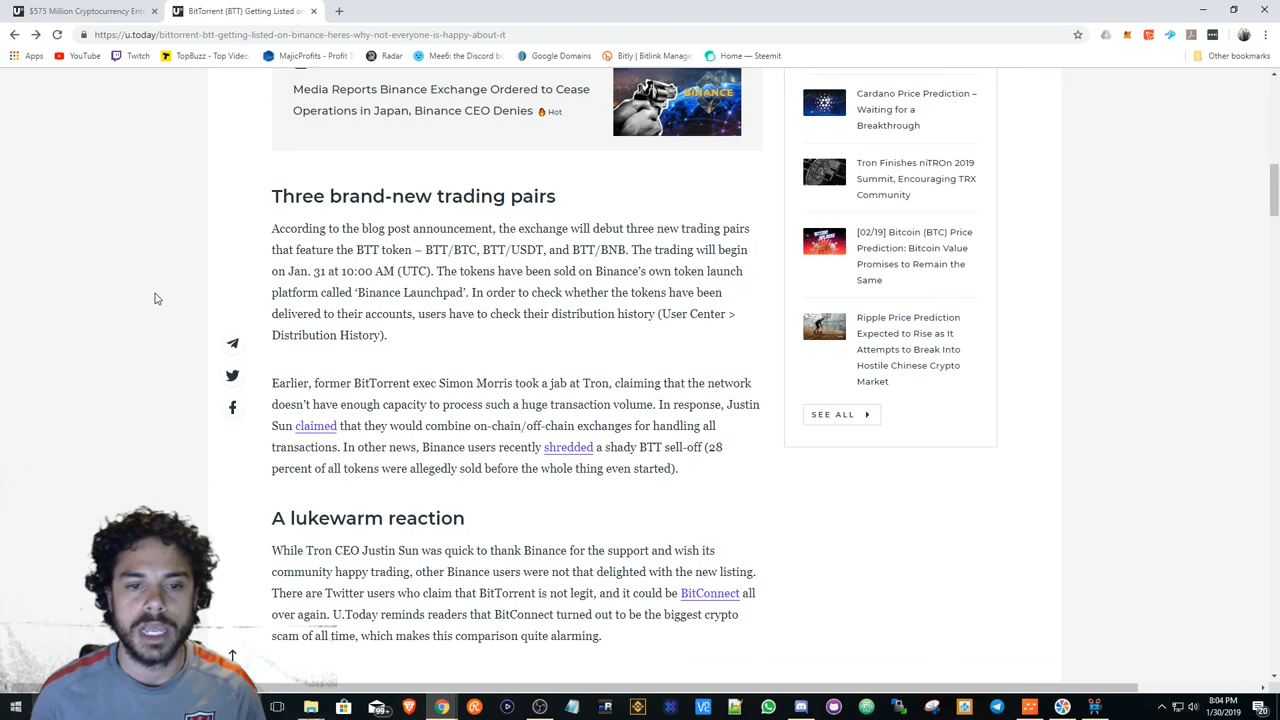 $575 Million Cryptocurrency Ente
BitTorrent (BTT) Getting Listed on
https://u.today/bittorrent-btt-getting-listed-on-binance-heres-why-not-everyone-is-happy-about-it
Apps
YouTube
Twitch
TopBuzz - Top Video
MajicProfits - Profit T
Radar
Mee6: the Discord bo
Google Domains
Bitly | Bitlink Manage
Home — Steemit
Other bookmarks
Media Reports Binance Exchange Ordered to Cease
Operations in Japan, Binance CEO Denies 🔥 Hot
BINANCE
Three brand-new trading pairs
According to the blog post announcement, the exchange will debut three new trading pairs
that feature the BTT token – BTT/BTC, BTT/USDT, and BTT/BNB. The trading will begin
on Jan. 31 at 10:00 AM (UTC). The tokens have been sold on Binance's own token launch
platform called 'Binance Launchpad'. In order to check whether the tokens have been
delivered to their accounts, users have to check their distribution history (User Center >
Distribution History).
Earlier, former BitTorrent exec Simon Morris took a jab at Tron, claiming that the network
doesn't have enough capacity to process such a huge transaction volume. In response, Justin
Sun claimed that they would combine on-chain/off-chain exchanges for handling all
transactions. In other news, Binance users recently shredded a shady BTT sell-off (28
percent of all tokens were allegedly sold before the whole thing even started).
A lukewarm reaction
While Tron CEO Justin Sun was quick to thank Binance for the support and wish its
community happy trading, other Binance users were not that delighted with the new listing.
There are Twitter users who claim that BitTorrent is not legit, and it could be BitConnect all
over again. U.Today reminds readers that BitConnect turned out to be the biggest crypto
scam of all time, which makes this comparison quite alarming.
Cardano Price Prediction –
Waiting for a
Breakthrough
Tron Finishes niTROn 2019
Summit, Encouraging TRX
Community
[02/19] Bitcoin (BTC) Price
Prediction: Bitcoin Value
Promises to Remain the
Same
Ripple Price Prediction
Expected to Rise as It
Attempts to Break Into
Hostile Chinese Crypto
Market
SEE ALL
99+
8:04 PM
1/30/2019
20